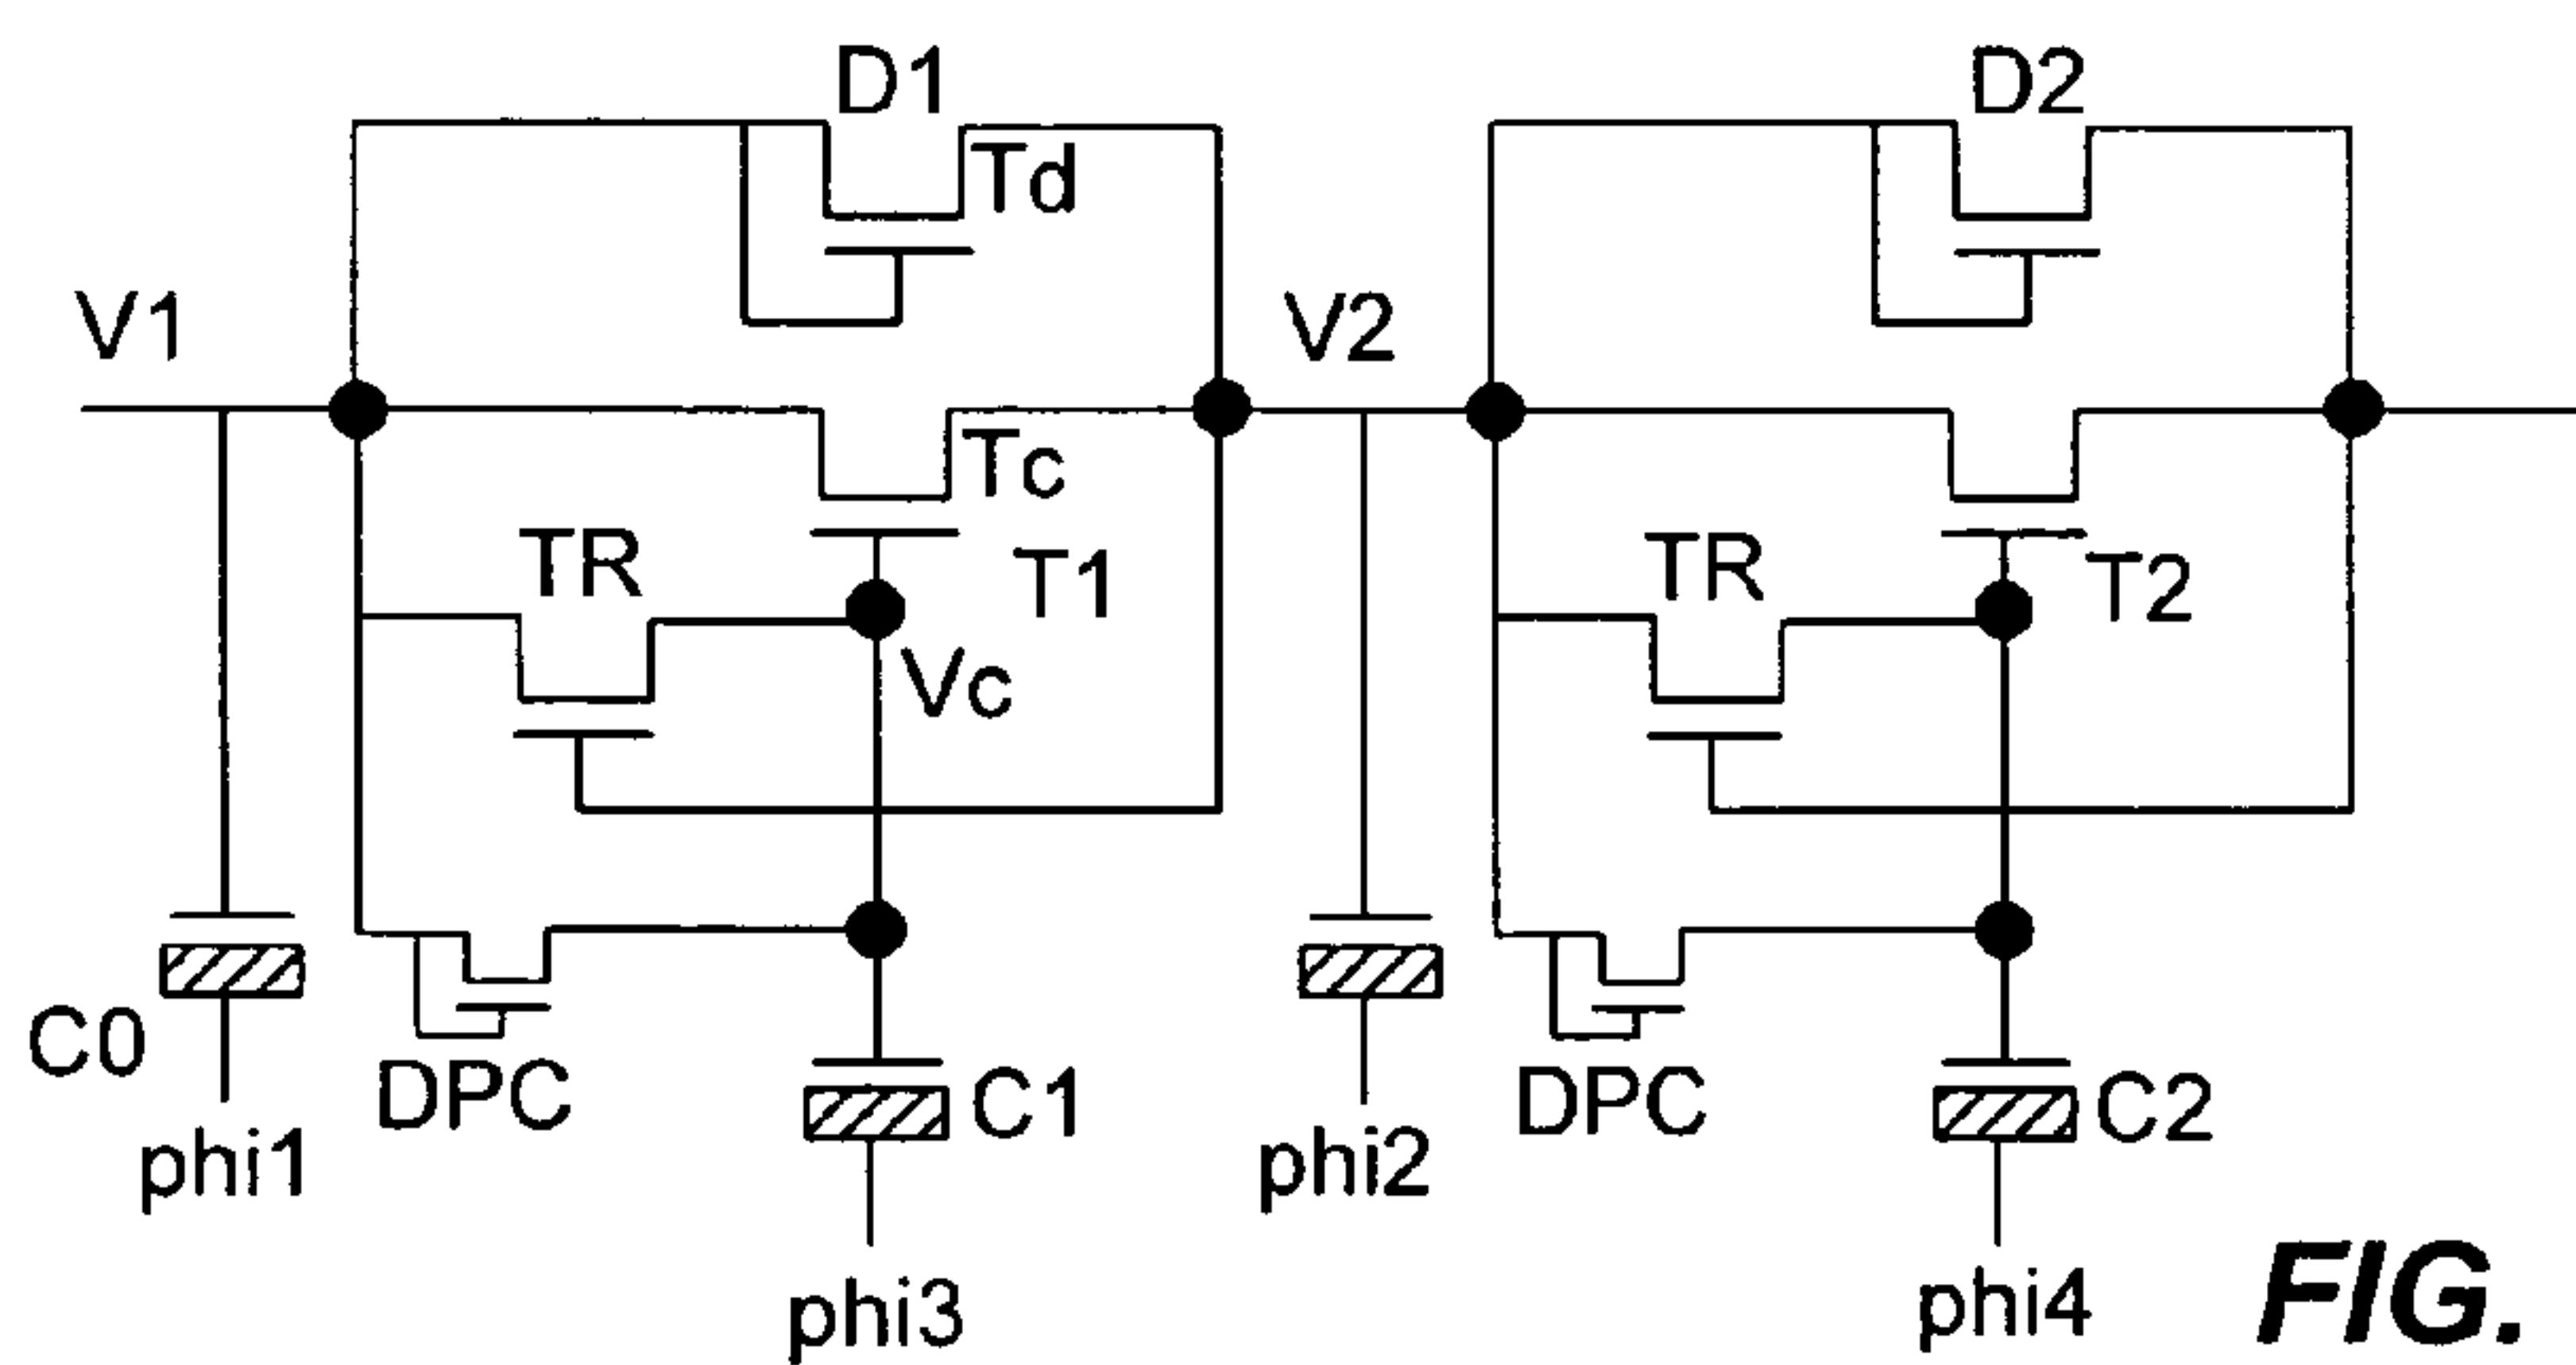 D1
D2
Td
V1
V2
Tc
TR
T1
TR
T2
Vc
C0
DPC
C1
DPC
C2
phi1
phi2
phi3
phi4
FIG.